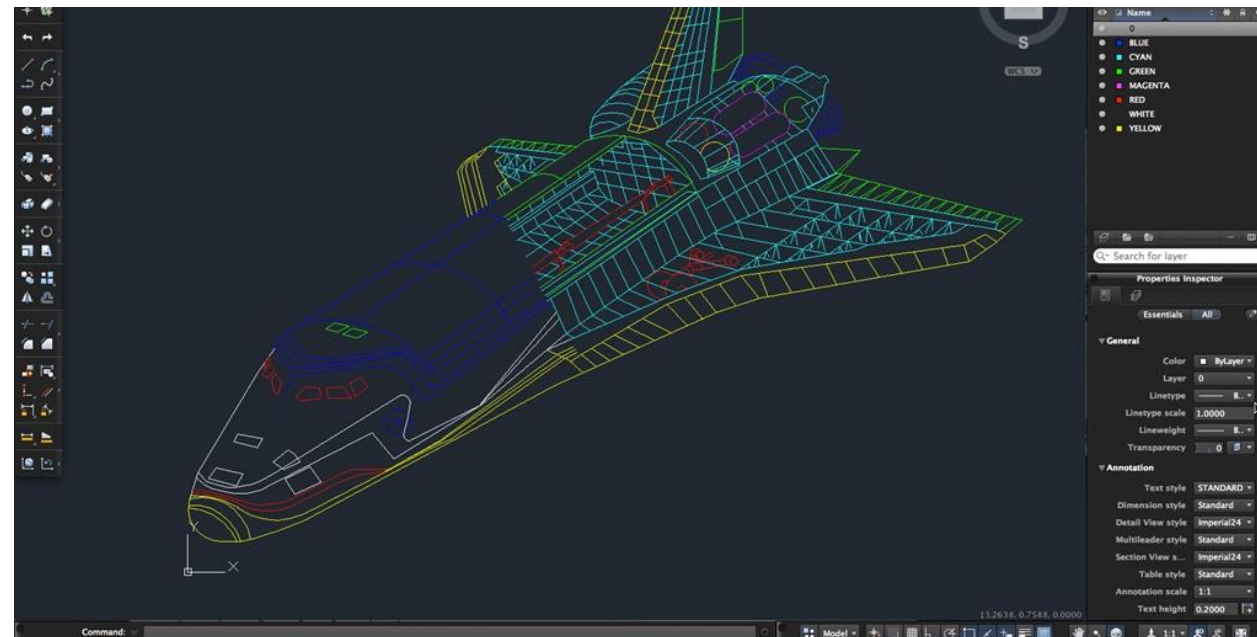 S
WCS
Y
X
13.2638, 0.7588, 0.0000
Command:
Model
1:1
Name
0
BLUE
CYAN
GREEN
MAGENTA
RED
WHITE
YELLOW
Search for layer
Properties Inspector
Essentials All
General
Color ByLayer
Layer 0
Linetype B..
Linetype scale 1.0000
Lineweight B..
Transparency 0
Annotation
Text style STANDARD
Dimension style Standard
Detail View style Imperial24
Multileader style Standard
Section View s... Imperial24
Table style Standard
Annotation scale 1:1
Text height 0.2000